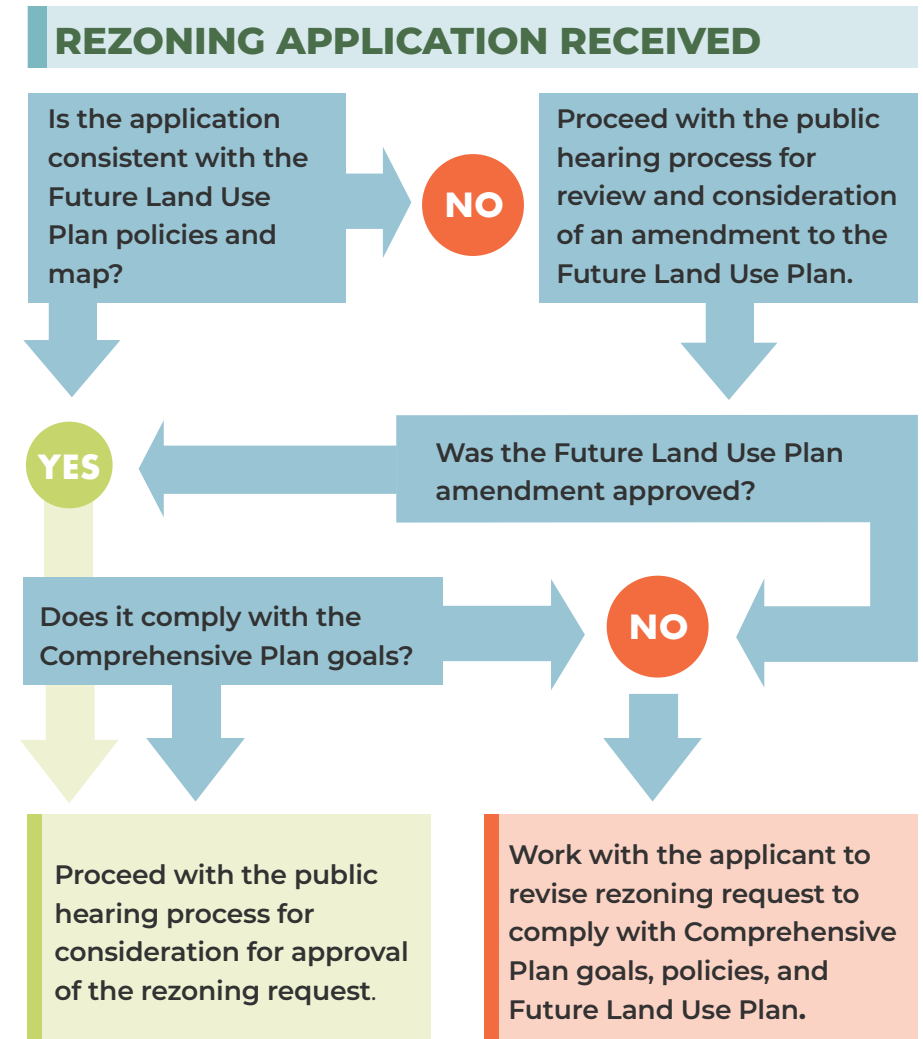 REZONING APPLICATION RECEIVED
Is the application
consistent with the
Future Land Use
Plan policies and
map?
NO
Proceed with the public
hearing process for
review and consideration
of an amendment to the
Future Land Use Plan.
YES
Was the Future Land Use Plan
amendment approved?
Does it comply with the
Comprehensive Plan goals?
NO
Proceed with the public
hearing process for
consideration for approval
of the rezoning request.
Work with the applicant to
revise rezoning request to
comply with Comprehensive
Plan goals, policies, and
Future Land Use Plan.